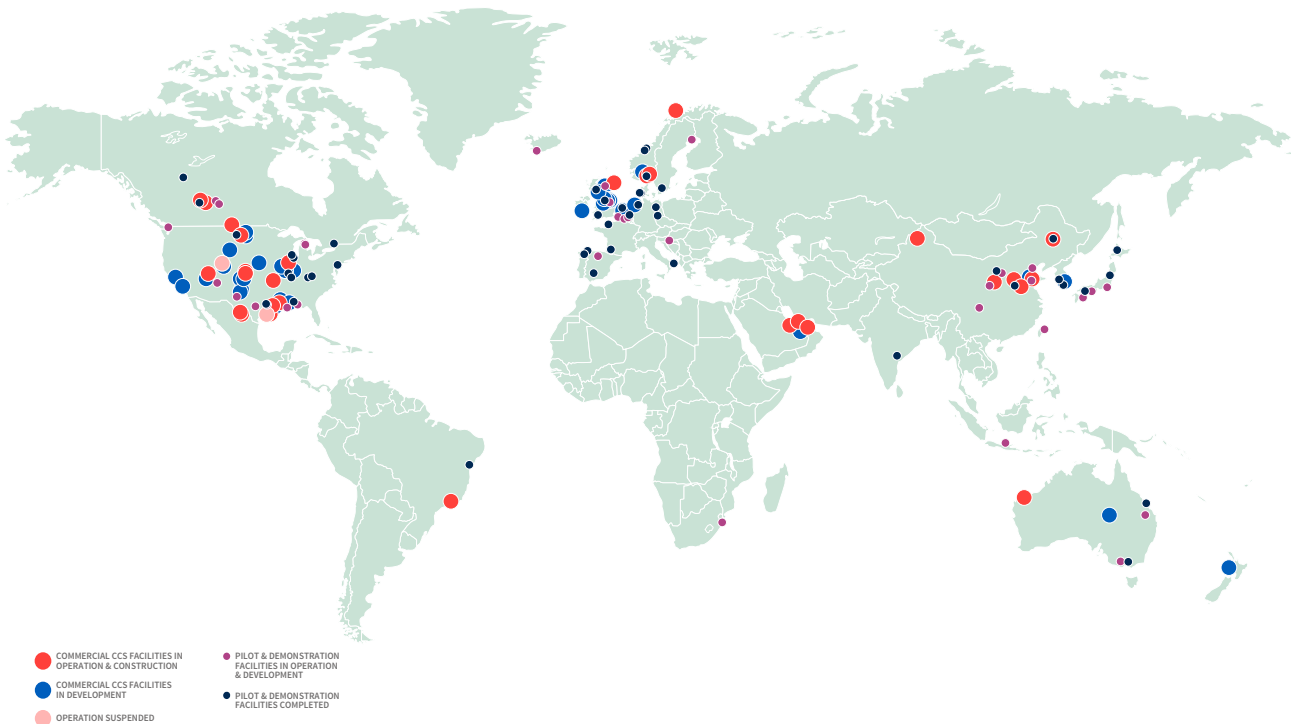 COMMERCIAL CCS FACILITIES IN
OPERATION & CONSTRUCTION
COMMERCIAL CCS FACILITIES
IN DEVELOPMENT
OPERATION SUSPENDED
PILOT & DEMONSTRATION
FACILITIES IN OPERATION
& DEVELOPMENT
PILOT & DEMONSTRATION
FACILITIES COMPLETED